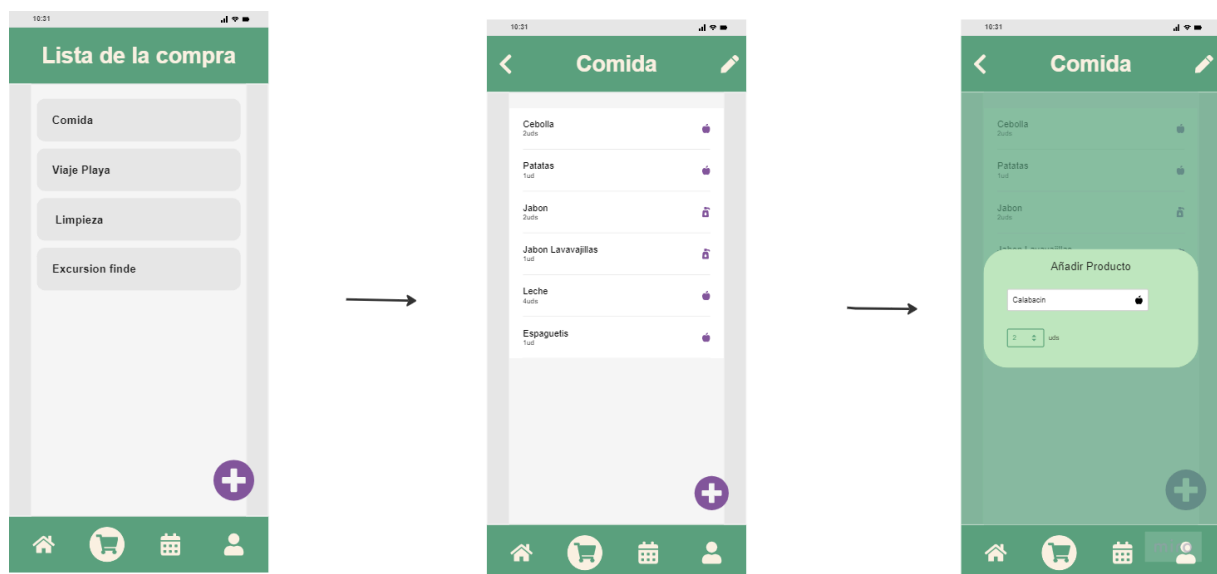 10:31
Lista de la compra
Comida
Viaje Playa
Limpieza
Excursion finde
10:31
Comida
Cebolla
2uds
Patatas
1ud
Jabon
2uds
Jabon Lavavajillas
1ud
Leche
4uds
Espaguetis
1ud
10:31
Comida
Cebolla
2uds
Patatas
1ud
Jabon
2uds
Jabon Lavavajillas
Añadir Producto
Calabacin
2 uds